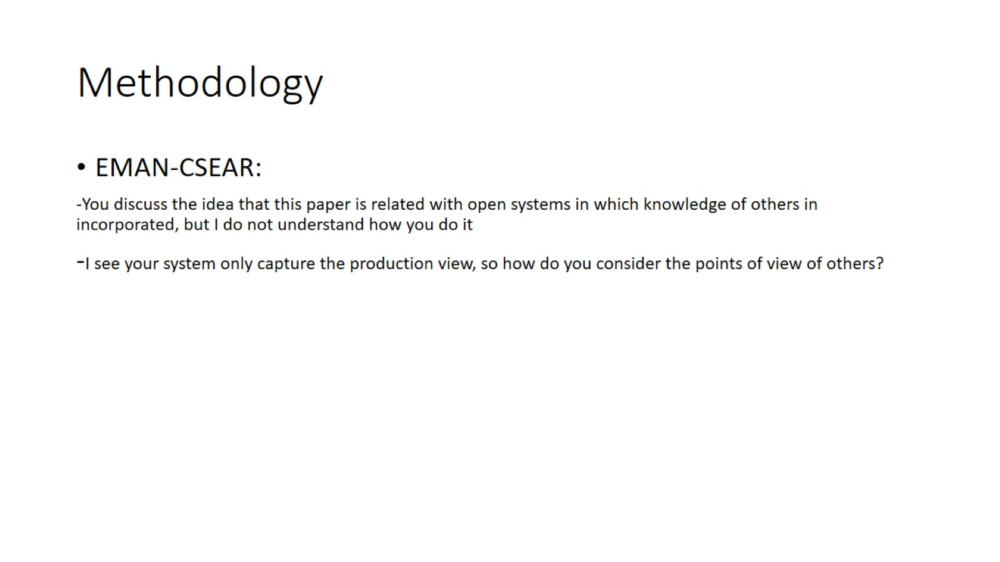 Methodology
• EMAN-CSEAR:
-You discuss the idea that this paper is related with open systems in which knowledge of others in
incorporated, but I do not understand how you do it
-I see your system only capture the production view, so how do you consider the points of view of others?